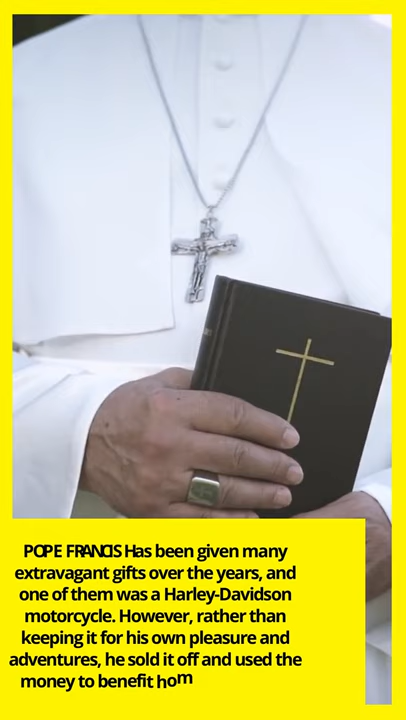 POPE FRANCIS Has been given many
extravagant gifts over the years, and
one of them was a Harley-Davidson
motorcycle. However, rather than
keeping it for his own pleasure and
adventures, he sold it off and used the
money to benefit hom